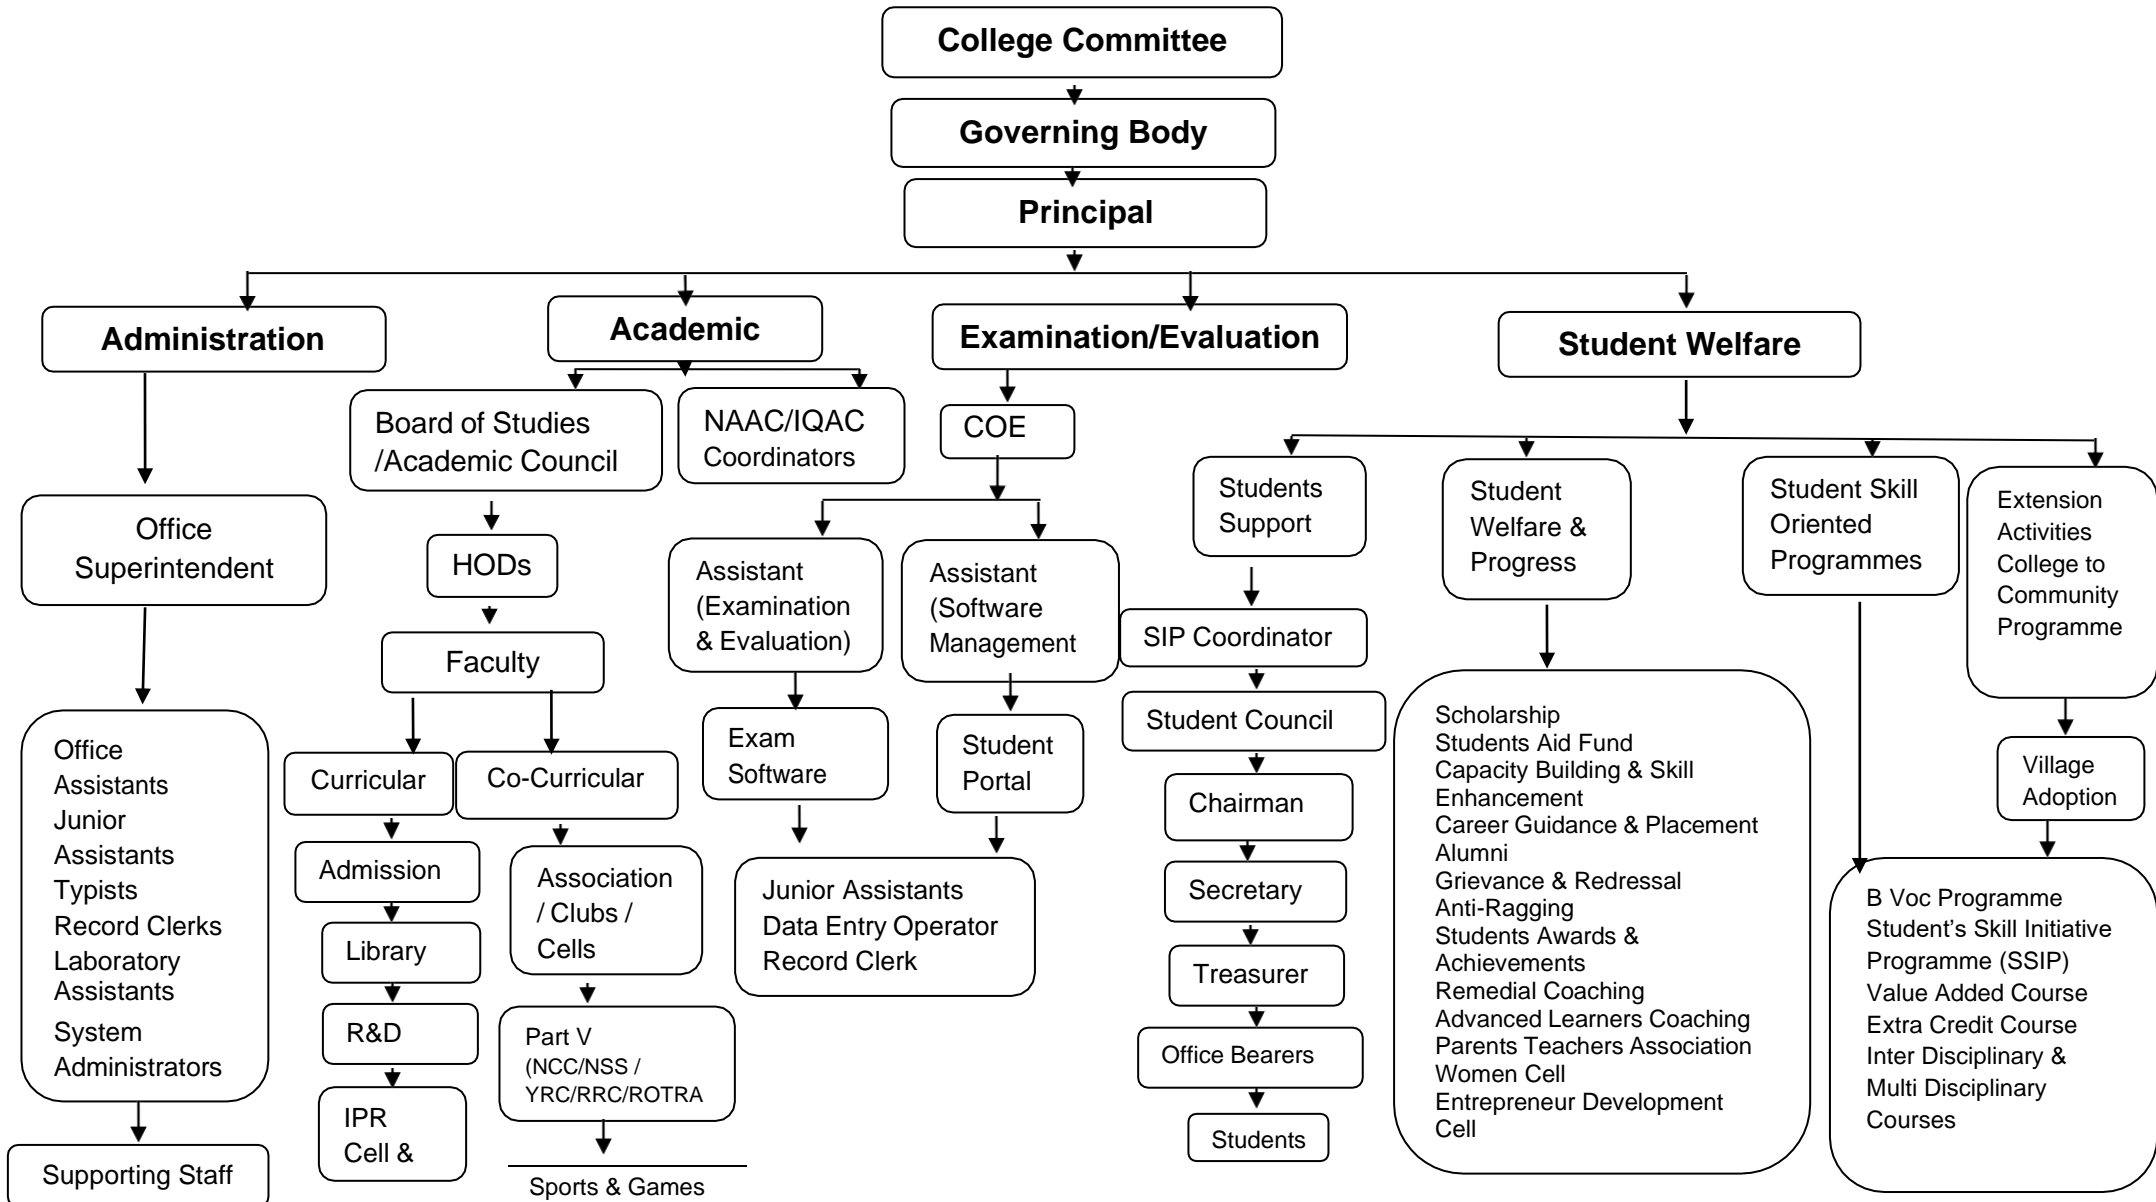 College Committee
Governing Body
Principal
Administration
Academic
Examination/Evaluation
Student Welfare
Office
Superintendent
Office
Assistants
Junior
Assistants
Typists
Record Clerks
Laboratory
Assistants
System
Administrators
Supporting Staff
Board of Studies
/Academic Council
NAAC/IQAC
Coordinators
HODs
Faculty
Curricular
Co-Curricular
Admission
Library
R&D
IPR
Cell &
Association
/ Clubs /
Cells
Part V
(NCC/NSS /
YRC/RRC/ROTRA
Sports & Games
COE
Assistant
(Examination
& Evaluation)
Assistant
(Software
Management
Exam
Software
Student
Portal
Junior Assistants
Data Entry Operator
Record Clerk
Students
Support
SIP Coordinator
Student Council
Chairman
Secretary
Treasurer
Office Bearers
Students
Student
Welfare &
Progress
Scholarship
Students Aid Fund
Capacity Building & Skill
Enhancement
Career Guidance & Placement
Alumni
Grievance & Redressal
Anti-Ragging
Students Awards &
Achievements
Remedial Coaching
Advanced Learners Coaching
Parents Teachers Association
Women Cell
Entrepreneur Development
Cell
Student Skill
Oriented
Programmes
Extension
Activities
College to
Community
Programme
Village
Adoption
B Voc Programme
Student’s Skill Initiative
Programme (SSIP)
Value Added Course
Extra Credit Course
Inter Disciplinary &
Multi Disciplinary
Courses